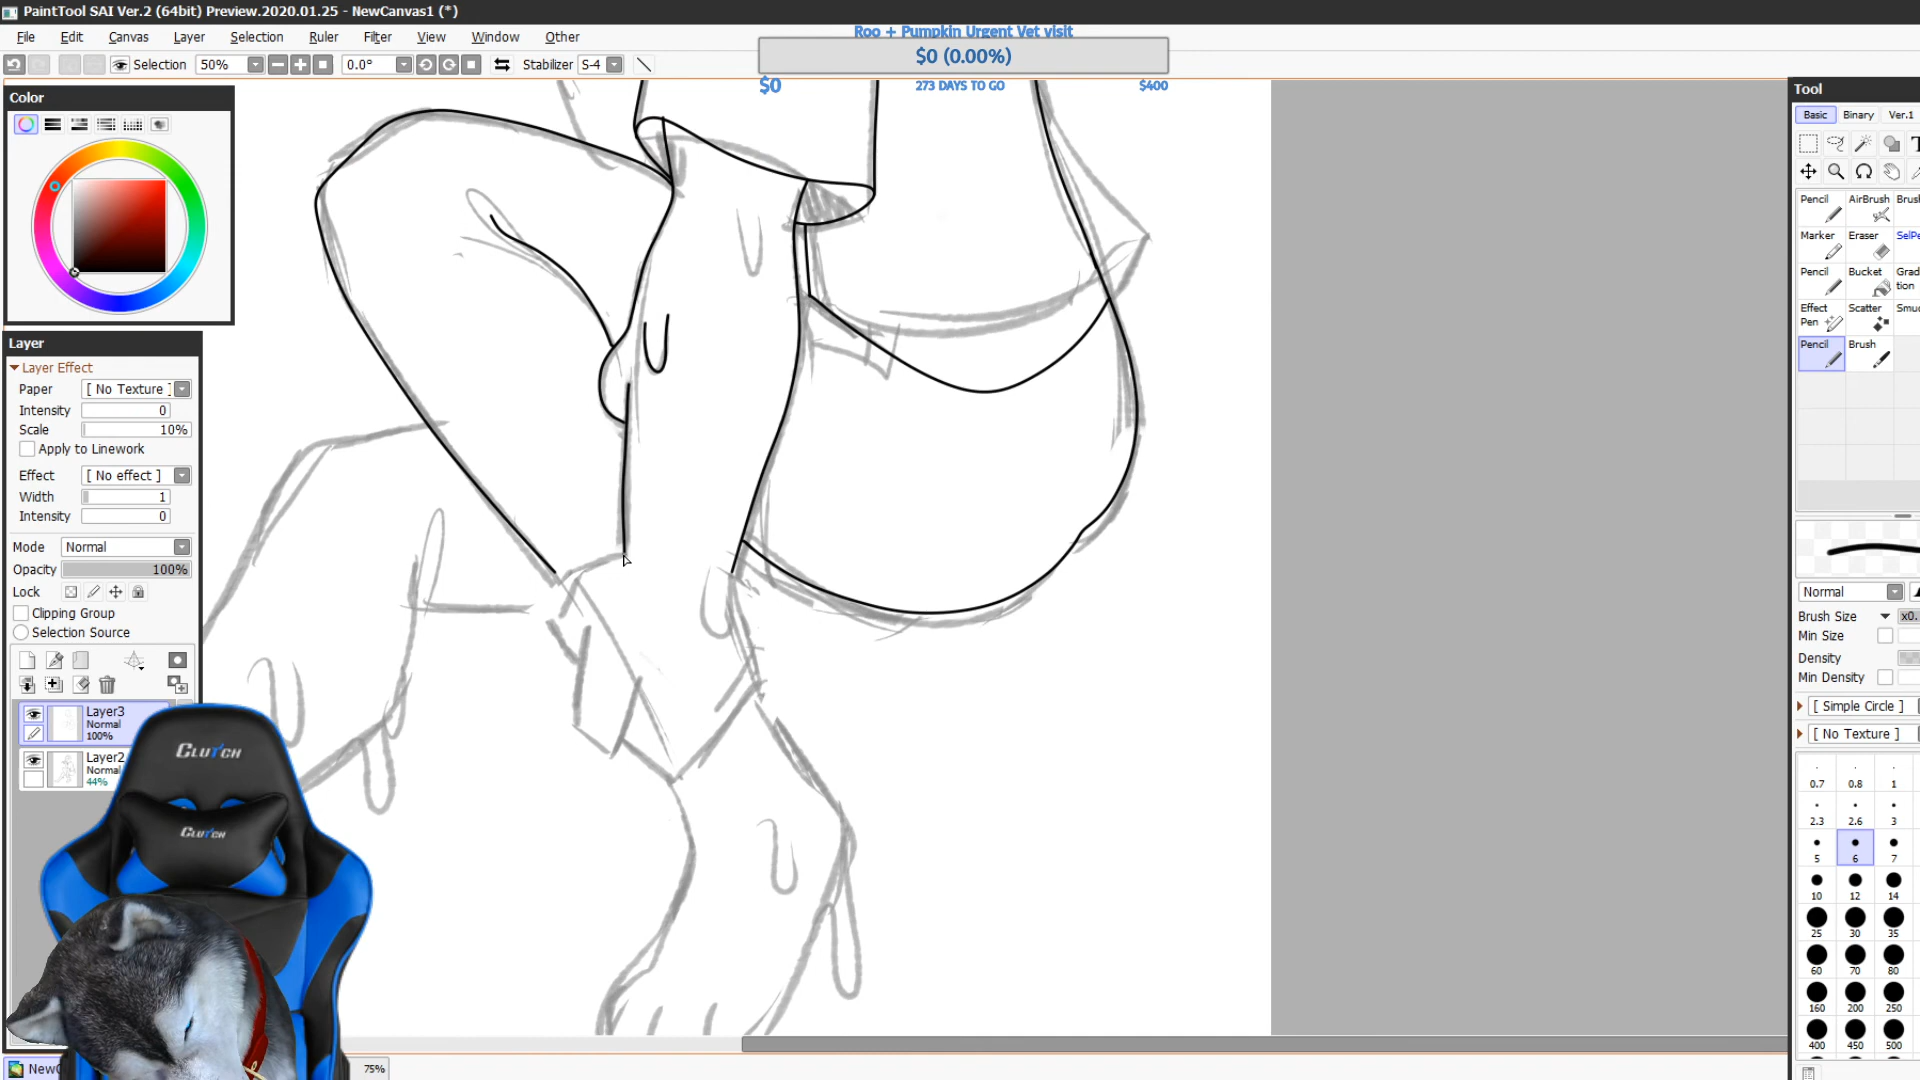 PaintTool SAI Ver.2 (64bit) Preview.2020.01.25 - NewCanvas1 (*)
File Edit Canvas Layer Selection Ruler Filter View Window Other
Roo + Pumpkin Urgent Vet visit
$0 (0.00%)
$0 273 DAYS TO GO $400
Selection 50% 0.0° Stabilizer S-4
Color
Tool
Basic Binary Ver.1
T
Pencil AirBrush Brus
Marker Eraser SelPe
Pencil Bucket Grad
tion
Effect Scatter Smuc
Pen
Pencil Brush
Layer
Layer Effect
Paper [ No Texture ]
Intensity 0
Scale 10%
Apply to Linework
Effect [ No effect ]
Width 1
Intensity 0
Mode Normal
Opacity 100%
Lock
Clipping Group
Selection Source
Layer3
Normal
100%
Layer2
Normal
44%
Normal
Brush Size x0.
Min Size
Density
Min Density
[ Simple Circle ]
[ No Texture ]
0.7 0.8 1
2.3 2.6 3
5 6 7
10 12 14
25 30 35
60 70 80
160 200 250
400 450 500
CLUTCH
CLUTCH
NewC
75%